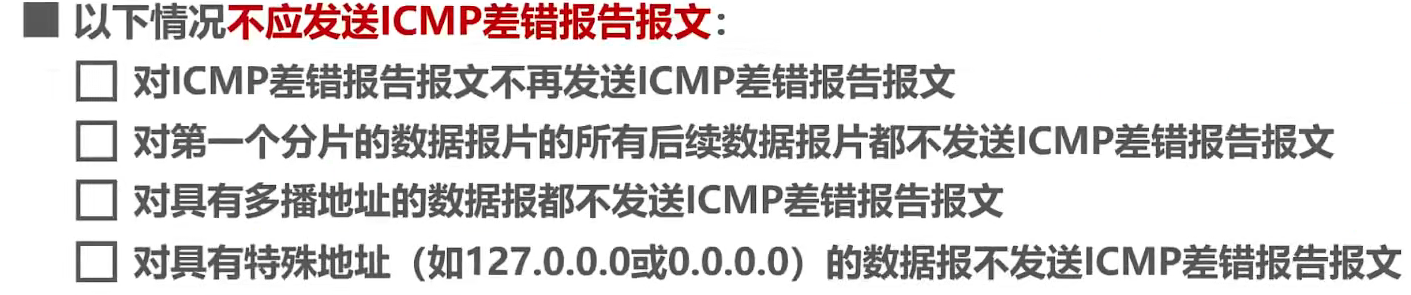 以下情况不应发送ICMP差错报告报文：
对ICMP差错报告报文不再发送ICMP差错报告报文
对第一个分片的数据报片的所有后续数据报片都不发送ICMP差错报告报文
对具有多播地址的数据报都不发送ICMP差错报告报文
对具有特殊地址（如127.0.0.0或0.0.0.0）的数据报不发送ICMP差错报告报文